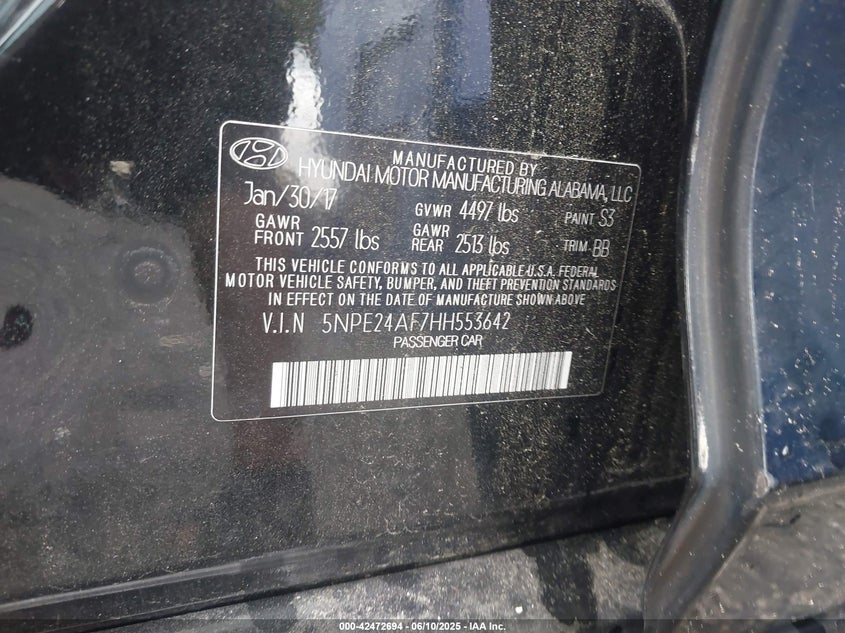 MANUFACTURED BY
HYUNDAI MOTOR MANUFACTURING ALABAMA, LLC
Jan/30/17 GVWR 4497 lbs PAINT S3
GAWR FRONT 2557 lbs GAWR REAR 2513 lbs TRIM BB
THIS VEHICLE CONFORMS TO ALL APPLICABLE U.S.A. FEDERAL
MOTOR VEHICLE SAFETY, BUMPER, AND THEFT PREVENTION STANDARDS
IN EFFECT ON THE DATE OF MANUFACTURE SHOWN ABOVE
V.I.N 5NPE24AF7HH553642
PASSENGER CAR
000-42472694 - 06/10/2025 - IAA Inc.